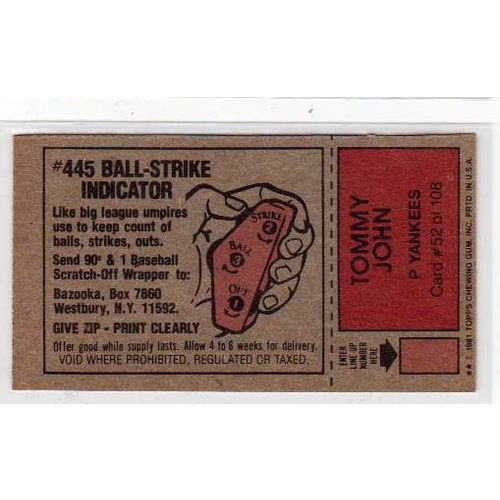 #445 BALL-STRIKE
INDICATOR
Like big league umpires
use to keep count of
balls, strikes, outs.
Send 90¢ & 1 Baseball
Scratch-Off Wrapper to:
Bazooka, Box 7860
Westbury, N.Y. 11592.
GIVE ZIP - PRINT CLEARLY
Offer good while supply lasts. Allow 4 to 6 weeks for delivery.
VOID WHERE PROHIBITED, REGULATED OR TAXED.
STRIKE
2
BALL
3
OUT
1
TOMMY
JOHN
P YANKEES
Card #52 of 108
ENTER
LINE-UP
NUMBER
HERE
** © 1981 TOPPS CHEWING GUM, INC. PRTD. IN U.S.A.